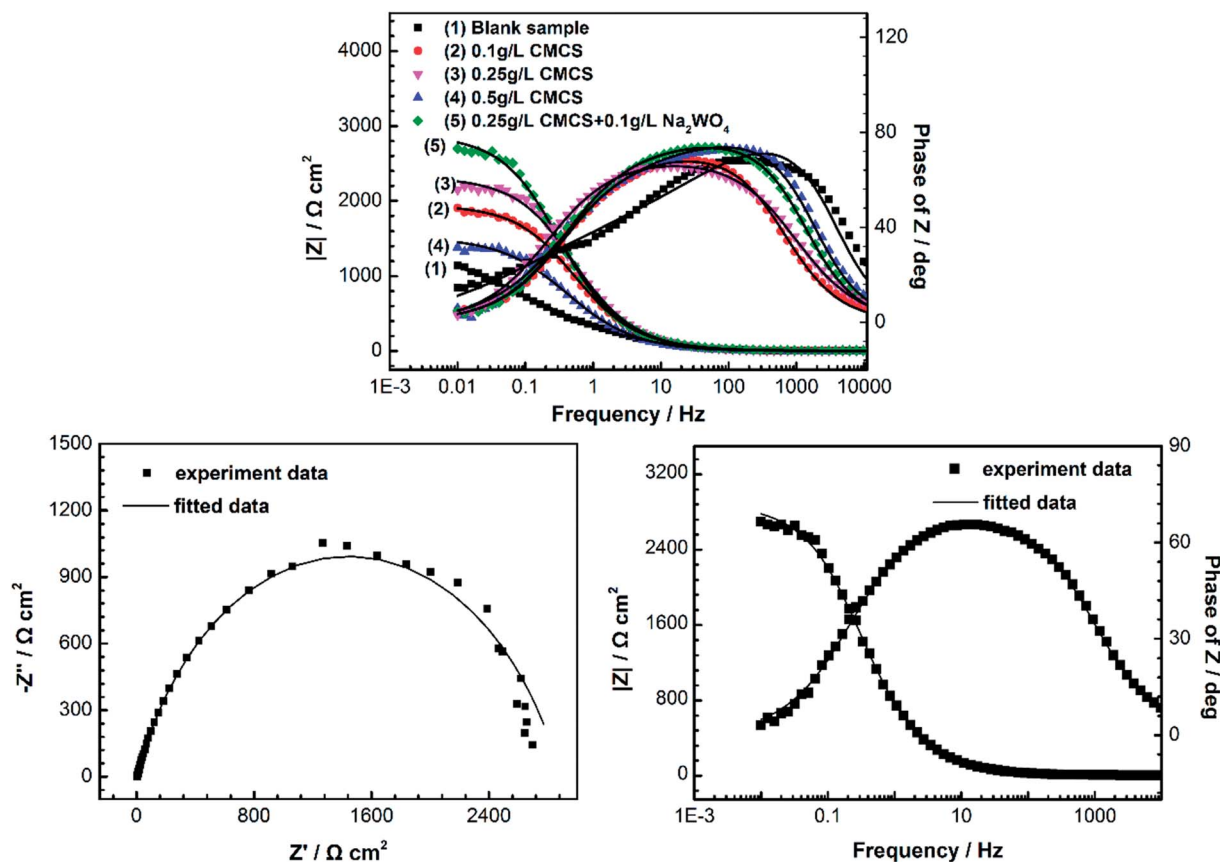 (1) Blank sample
(2) 0.1g/L CMCS
(3) 0.25g/L CMCS
(4) 0.5g/L CMCS
(5) 0.25g/L CMCS+0.1g/L Na₂WO₄
4000
3000
2000
1000
0
|Z| / Ω cm²
(5)
(3)
(2)
(4)
(1)
120
80
40
0
Phase of Z / deg
1E-3 0.01 0.1 1 10 100 1000 10000
Frequency / Hz
1500
1200
900
600
300
0
-Z'' / Ω cm²
experiment data
fitted data
0 800 1600 2400
Z' / Ω cm²
3200
2400
1600
800
0
|Z| / Ω cm²
experiment data
fitted data
90
60
30
0
Phase of Z / deg
1E-3 0.1 10 1000
Frequency / Hz